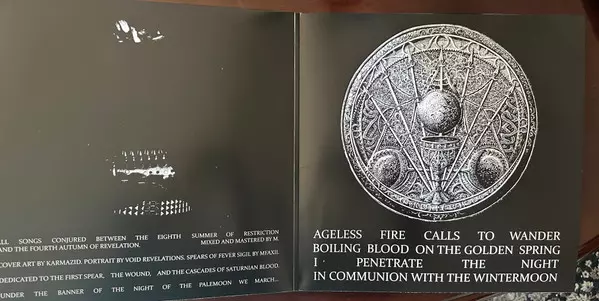 ALL SONGS CONJURED BETWEEN THE EIGHTH SUMMER OF RESTRICTION
AND THE FOURTH AUTUMN OF REVELATION. MIXED AND MASTERED BY M.
COVER ART BY KARMAZID. PORTRAIT BY VOID REVELATIONS. SPEARS OF FEVER SIGIL BY
DEDICATED TO THE FIRST SPEAR, THE WOUND, AND THE CASCADES OF SATURNIAN BLOOD.
UNDER THE BANNER OF THE NIGHT OF THE PALEMOON WE MARCH...
AGELESS FIRE CALLS TO WANDER
BOILING BLOOD ON THE GOLDEN SPRING
I PENETRATE THE NIGHT
IN COMMUNION WITH THE WINTERMOON